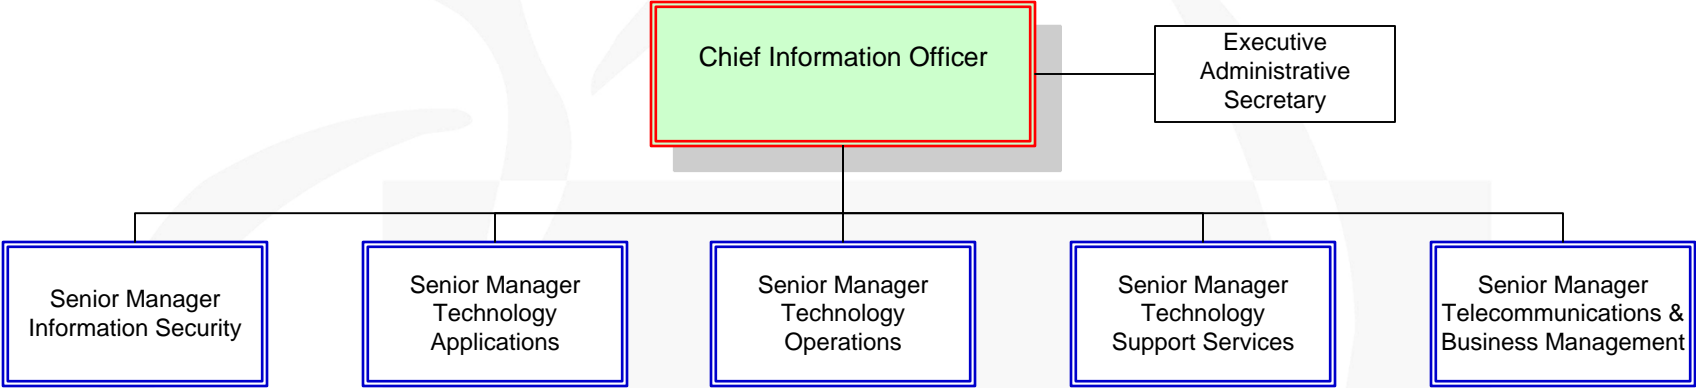 Chief Information Officer
Executive
Administrative
Secretary
Senior Manager
Information Security
Senior Manager
Technology
Applications
Senior Manager
Technology
Operations
Senior Manager
Technology
Support Services
Senior Manager
Telecommunications &
Business Management